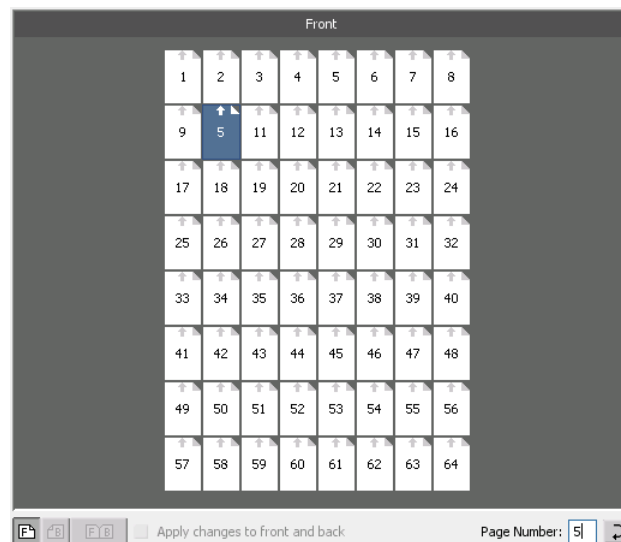 Front
1 2 3 4 5 6 7 8
9 5 11 12 13 14 15 16
17 18 19 20 21 22 23 24
25 26 27 28 29 30 31 32
33 34 35 36 37 38 39 40
41 42 43 44 45 46 47 48
49 50 51 52 53 54 55 56
57 58 59 60 61 62 63 64
F B F B Apply changes to front and back Page Number: 5